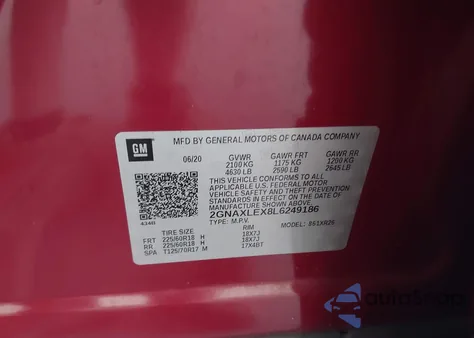 GM
MFD BY GENERAL MOTORS OF CANADA COMPANY
06/20 GVWR GAWR FRT GAWR RR
2100 KG 1175 KG 1200 KG
4630 LB 2590 LB 2645 LB
THIS VEHICLE CONFORMS TO ALL
APPLICABLE U.S. FEDERAL MOTOR
VEHICLE SAFETY AND THEFT PREVENTION
STANDARDS IN EFFECT ON THE DATE OF
MANUFACTURE SHOWN ABOVE.
2GNAXLEX8L6249186
TYPE: M.P.V. MODEL: 861XR26
TIRE SIZE RIM
FRT 225/60R18 H 18X7J
RR 225/60R18 H 18X7J
SPA T125/70R17 M 17X4BT